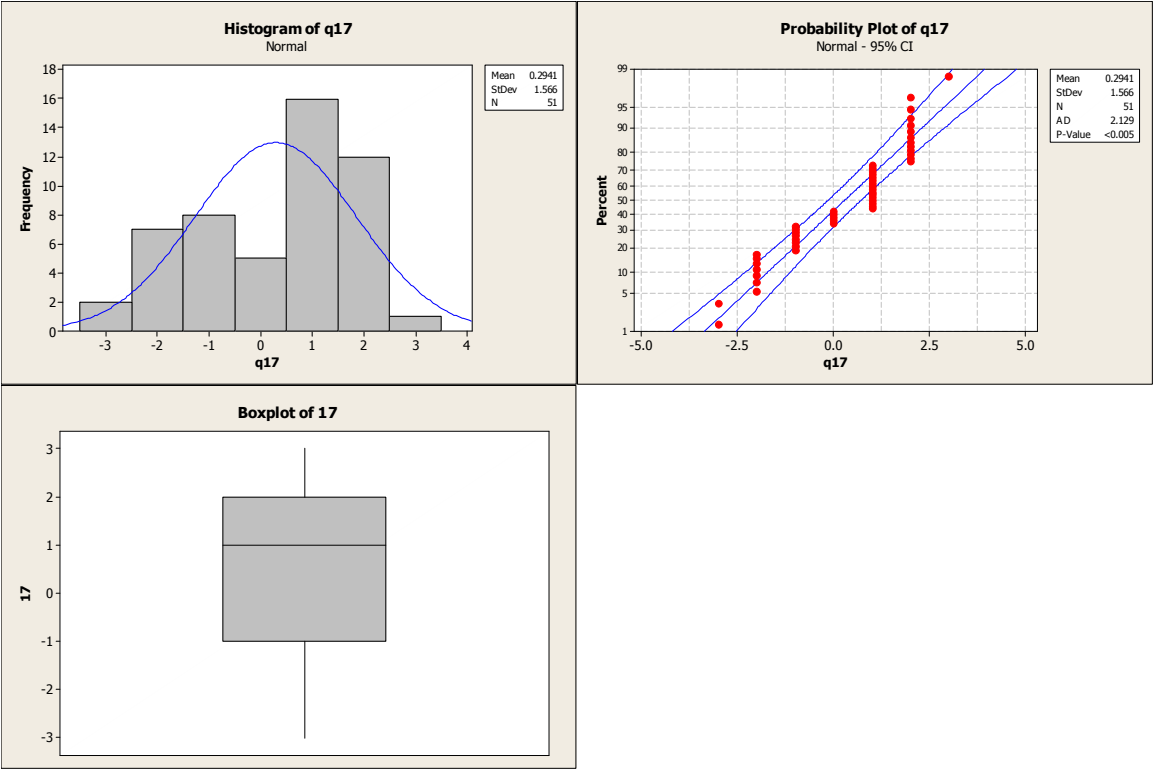 Histogram of q17
Normal
18
16
14
12
10
8
6
4
2
0
Frequency
-3 -2 -1 0 1 2 3 4
q17
Mean 0.2941
StDev 1.566
N 51
Probability Plot of q17
Normal - 95% CI
99
95
90
80
70
60
50
40
30
20
10
5
1
Percent
-5.0 -2.5 0.0 2.5 5.0
q17
Mean 0.2941
StDev 1.566
N 51
AD 2.129
P-Value <0.005
Boxplot of 17
3
2
1
0
-1
-2
-3
17